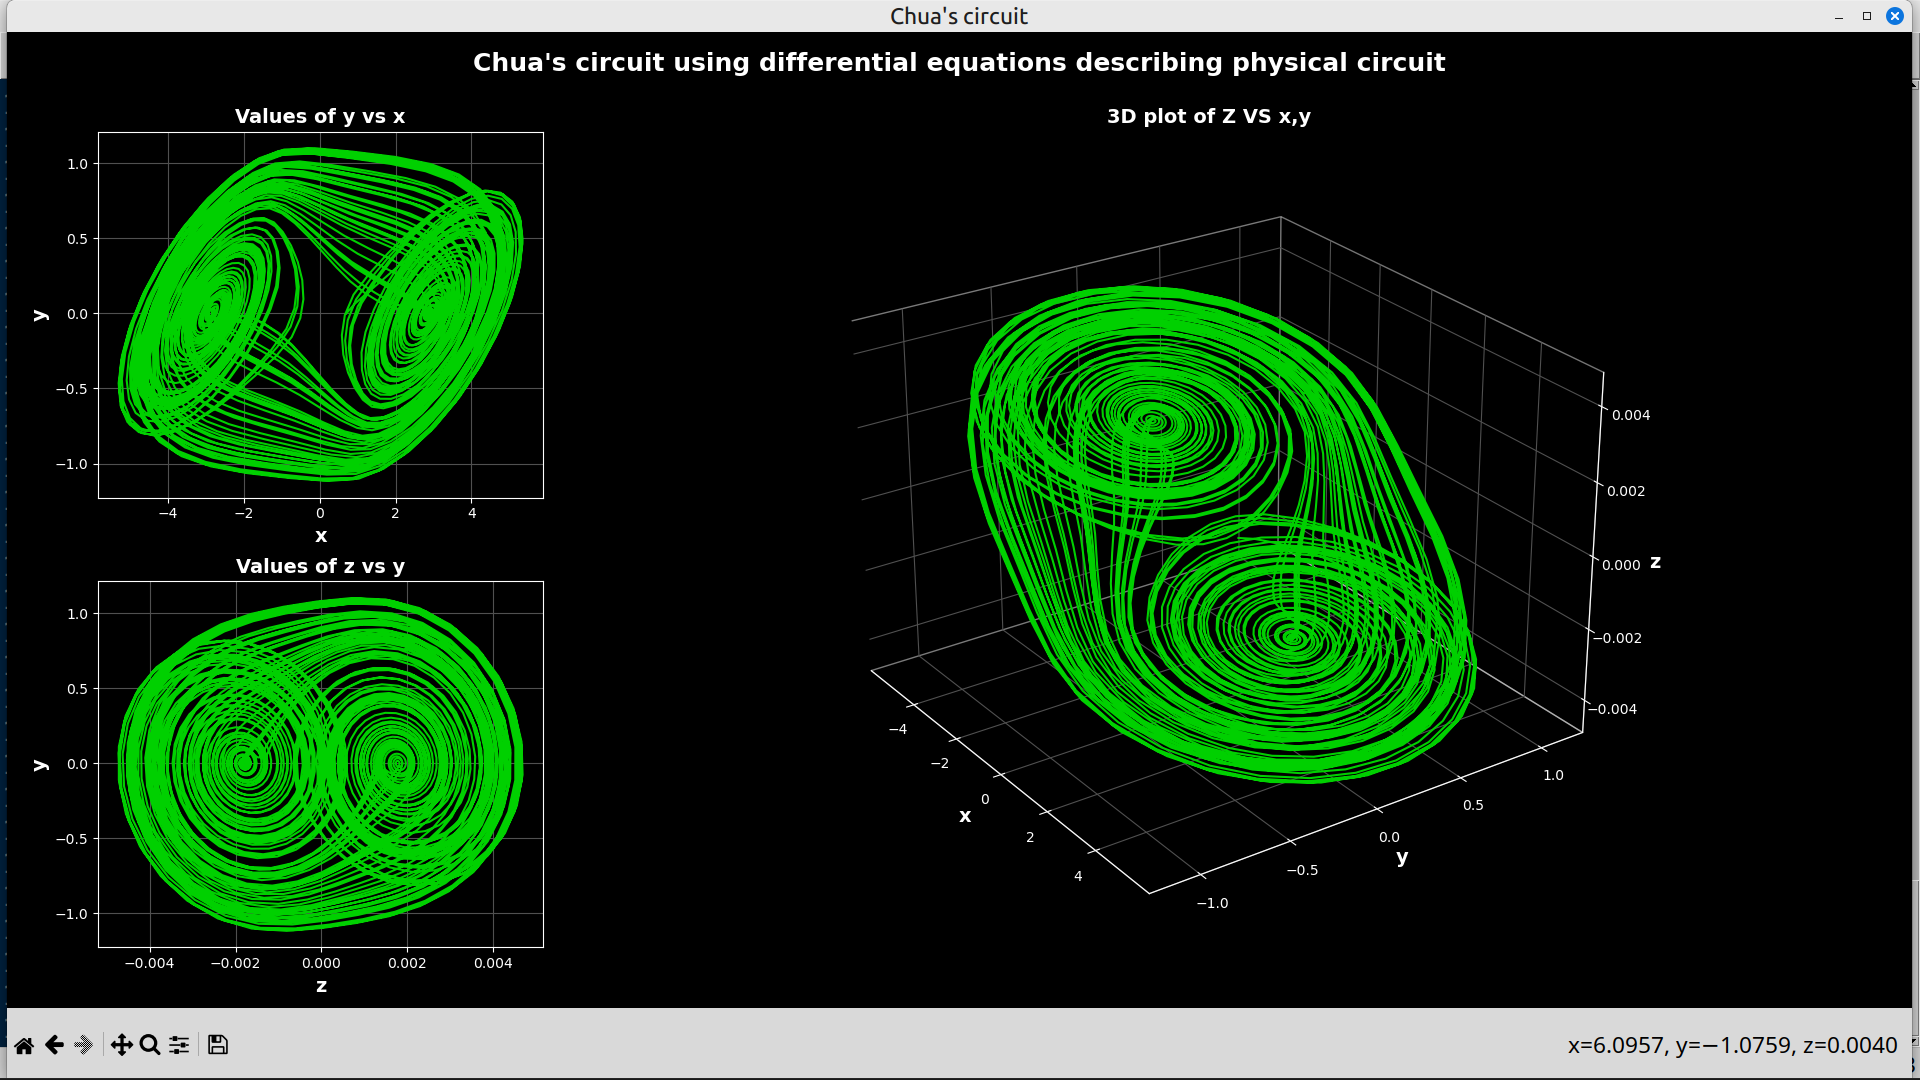 Chua's circuit
Chua's circuit using differential equations describing physical circuit
Values of y vs x
1.0
0.5
0.0
−0.5
−1.0
y
−4 −2 0 2 4
x
Values of z vs y
1.0
0.5
0.0
−0.5
−1.0
y
−0.004 −0.002 0.000 0.002 0.004
z
3D plot of Z VS x,y
0.004
0.002
0.000
−0.002
−0.004
z
−4
−2
0
2
4
x
−1.0
−0.5
0.0
0.5
1.0
y
x=6.0957, y=−1.0759, z=0.0040